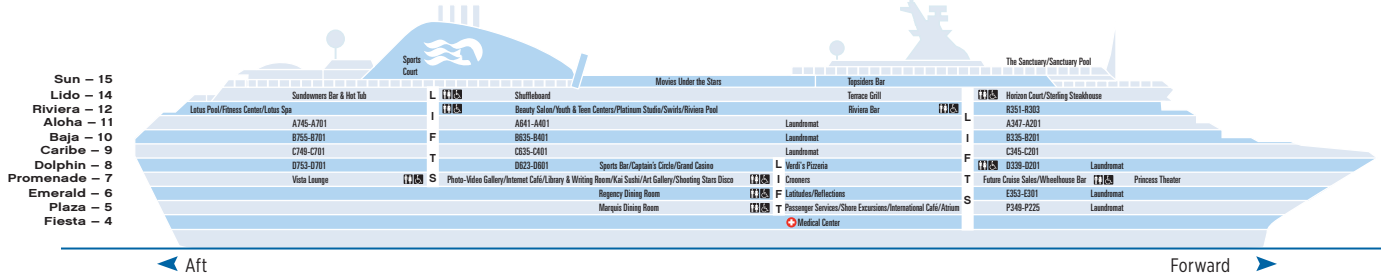 Sports
Court
The Sanctuary/Sanctuary Pool
Sun – 15 Movies Under the Stars Topsiders Bar
Lido – 14 Sundowners Bar & Hot Tub Shuffleboard Terrace Grill Horizon Court/Sterling Steakhouse
Riviera – 12 Lotus Pool/Fitness Center/Lotus Spa Beauty Salon/Youth & Teen Centers/Platinum Studio/Swirls/Riviera Pool Riviera Bar R351-R303
Aloha – 11 A745-A701 A641-A401 Laundromat A347-A201
Baja – 10 B755-B701 B635-B401 Laundromat B335-B201
Caribe – 9 C749-C701 C635-C401 Laundromat C345-C201
Dolphin – 8 D753-D701 D623-D601 Sports Bar/Captain's Circle/Grand Casino Verdi's Pizzeria D339-D201 Laundromat
Promenade – 7 Vista Lounge Photo-Video Gallery/Internet Café/Library & Writing Room/Kai Sushi/Art Gallery/Shooting Stars Disco Crooners Future Cruise Sales/Wheelhouse Bar Princess Theater
Emerald – 6 Regency Dining Room Latitudes/Reflections E353-E301 Laundromat
Plaza – 5 Marquis Dining Room Passenger Services/Shore Excursions/International Café/Atrium P349-P225 Laundromat
Fiesta – 4 Medical Center
LIFTS
LIFT
LIFTS
Aft Forward